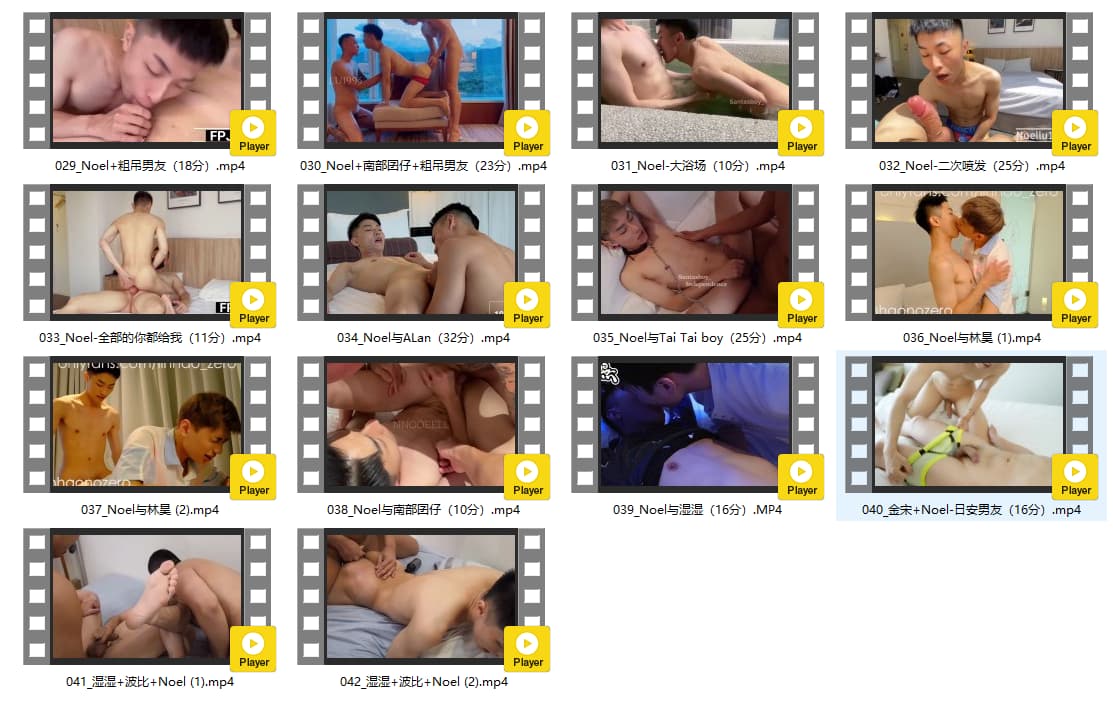 FP-
Player
029_Noel+粗吊男友（18分）.mp4
Player
030_Noel+南部囝仔+粗吊男友（23分）.mp4
Santasboy_
Player
031_Noel-大浴场（10分）.mp4
Player
032_Noel-二次喷发（25分）.mp4
Player
033_Noel-全部的你都给我（11分）.mp4
Player
034_Noel与ALan（32分）.mp4
Santasboy_
Independence
Player
035_Noel与Tai Tai boy（25分）.mp4
Player
036_Noel与林昊 (1).mp4
onlyfans.com/linhao_zero
Player
037_Noel与林昊 (2).mp4
Player
038_Noel与南部囝仔（10分）.mp4
Player
039_Noel与湿湿（16分）.MP4
Player
040_金宋+Noel-日安男友（16分）.mp4
Player
041_湿湿+波比+Noel (1).mp4
Player
042_湿湿+波比+Noel (2).mp4